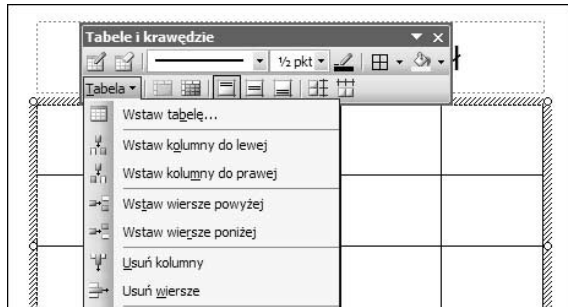 Tabele i krawędzie
½ pkt
ł
Tabela
Wstaw tabelę...
Wstaw kolumny do lewej
Wstaw kolumny do prawej
Wstaw wiersze powyżej
Wstaw wiersze poniżej
Usuń kolumny
Usuń wiersze